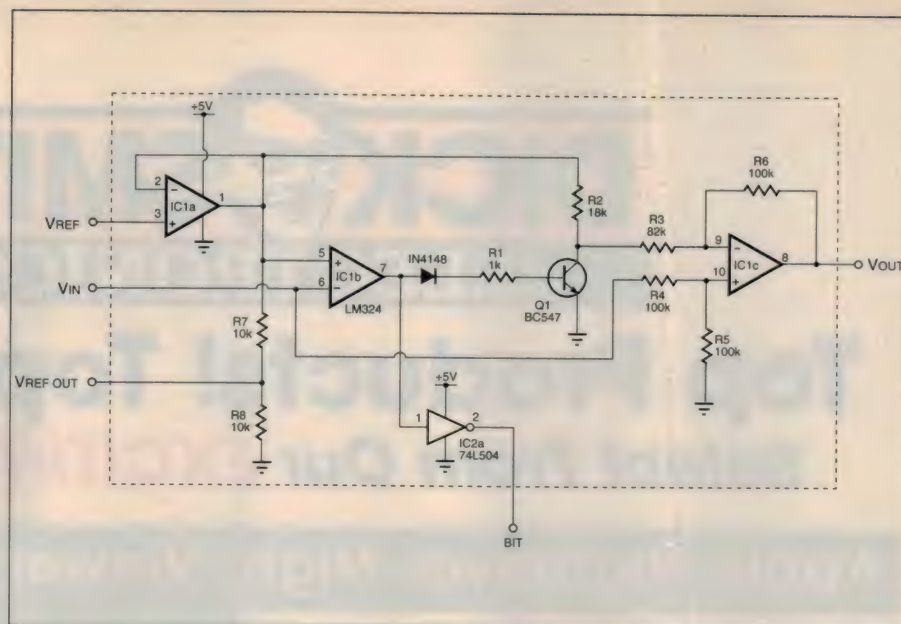 +5V
2
IC1a
1
VREF
3
R2
18k
R6
100k
R3
82k
9
IC1c
8
VOUT
5
IC1b
7
IN4148
R1
1k
VIN
6
LM324
Q1
BC547
R4
100k
10
R7
10k
R5
100k
VREF OUT
+5V
R8
10k
1
2
IC2a
74L504
BIT